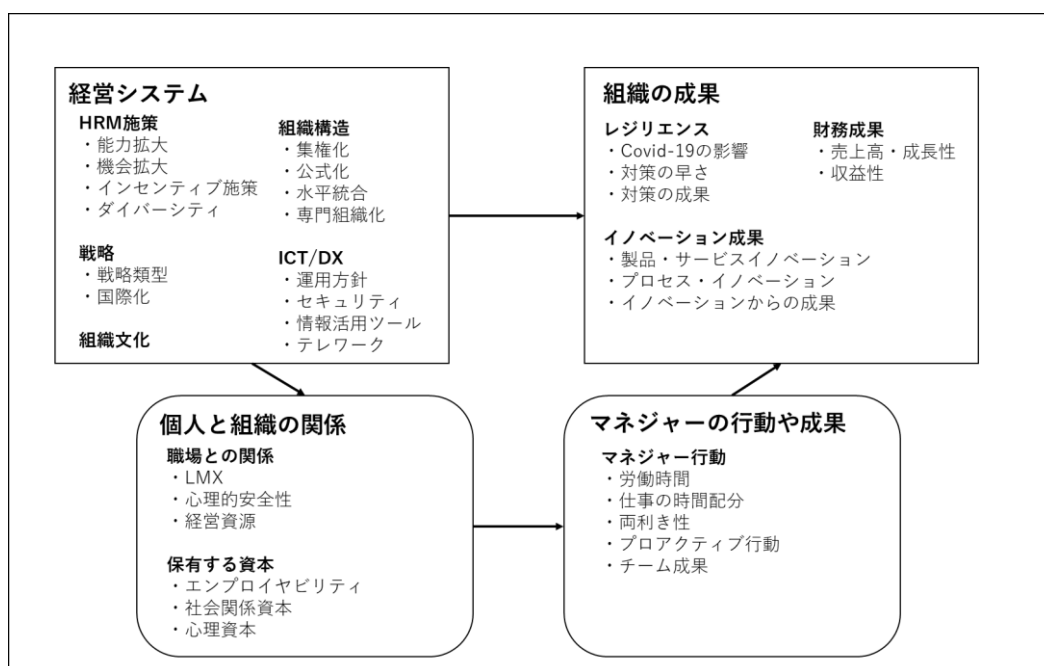 経営システム
HRM施策
・能力拡大
・機会拡大
・インセンティブ施策
・ダイバーシティ
戦略
・戦略類型
・国際化
組織文化
組織構造
・集権化
・公式化
・水平統合
・専門組織化
ICT/DX
・運用方針
・セキュリティ
・情報活用ツール
・テレワーク
組織の成果
レジリエンス
・Covid-19の影響
・対策の早さ
・対策の成果
財務成果
・売上高・成長性
・収益性
イノベーション成果
・製品・サービスイノベーション
・プロセス・イノベーション
・イノベーションからの成果
個人と組織の関係
職場との関係
・LMX
・心理的安全性
・経営資源
保有する資本
・エンプロイヤビリティ
・社会関係資本
・心理資本
マネジャーの行動や成果
マネジャー行動
・労働時間
・仕事の時間配分
・両利き性
・プロアクティブ行動
・チーム成果